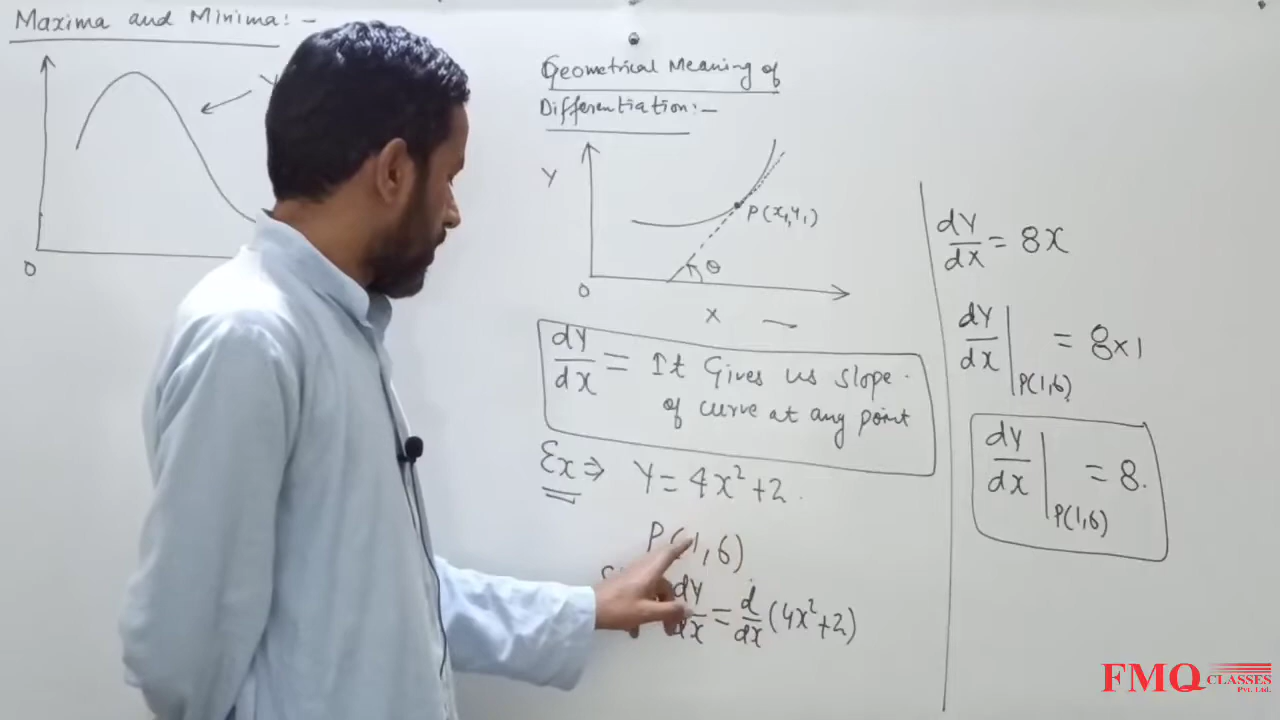 Maxima and Minima:-
Y
O
Geometrical Meaning of
Differentiation:-
Y
P(x₁,y₁)
θ
O
X
dY/dx = It Gives us slope
of curve at any point
Ex ⇒ Y = 4x² + 2
P(1,6)
dY/dx = d/dx (4x² + 2)
dY/dx = 8x
dY/dx | P(1,6) = 8×1
dY/dx | P(1,6) = 8.
FMQ CLASSES
Pvt. Ltd.